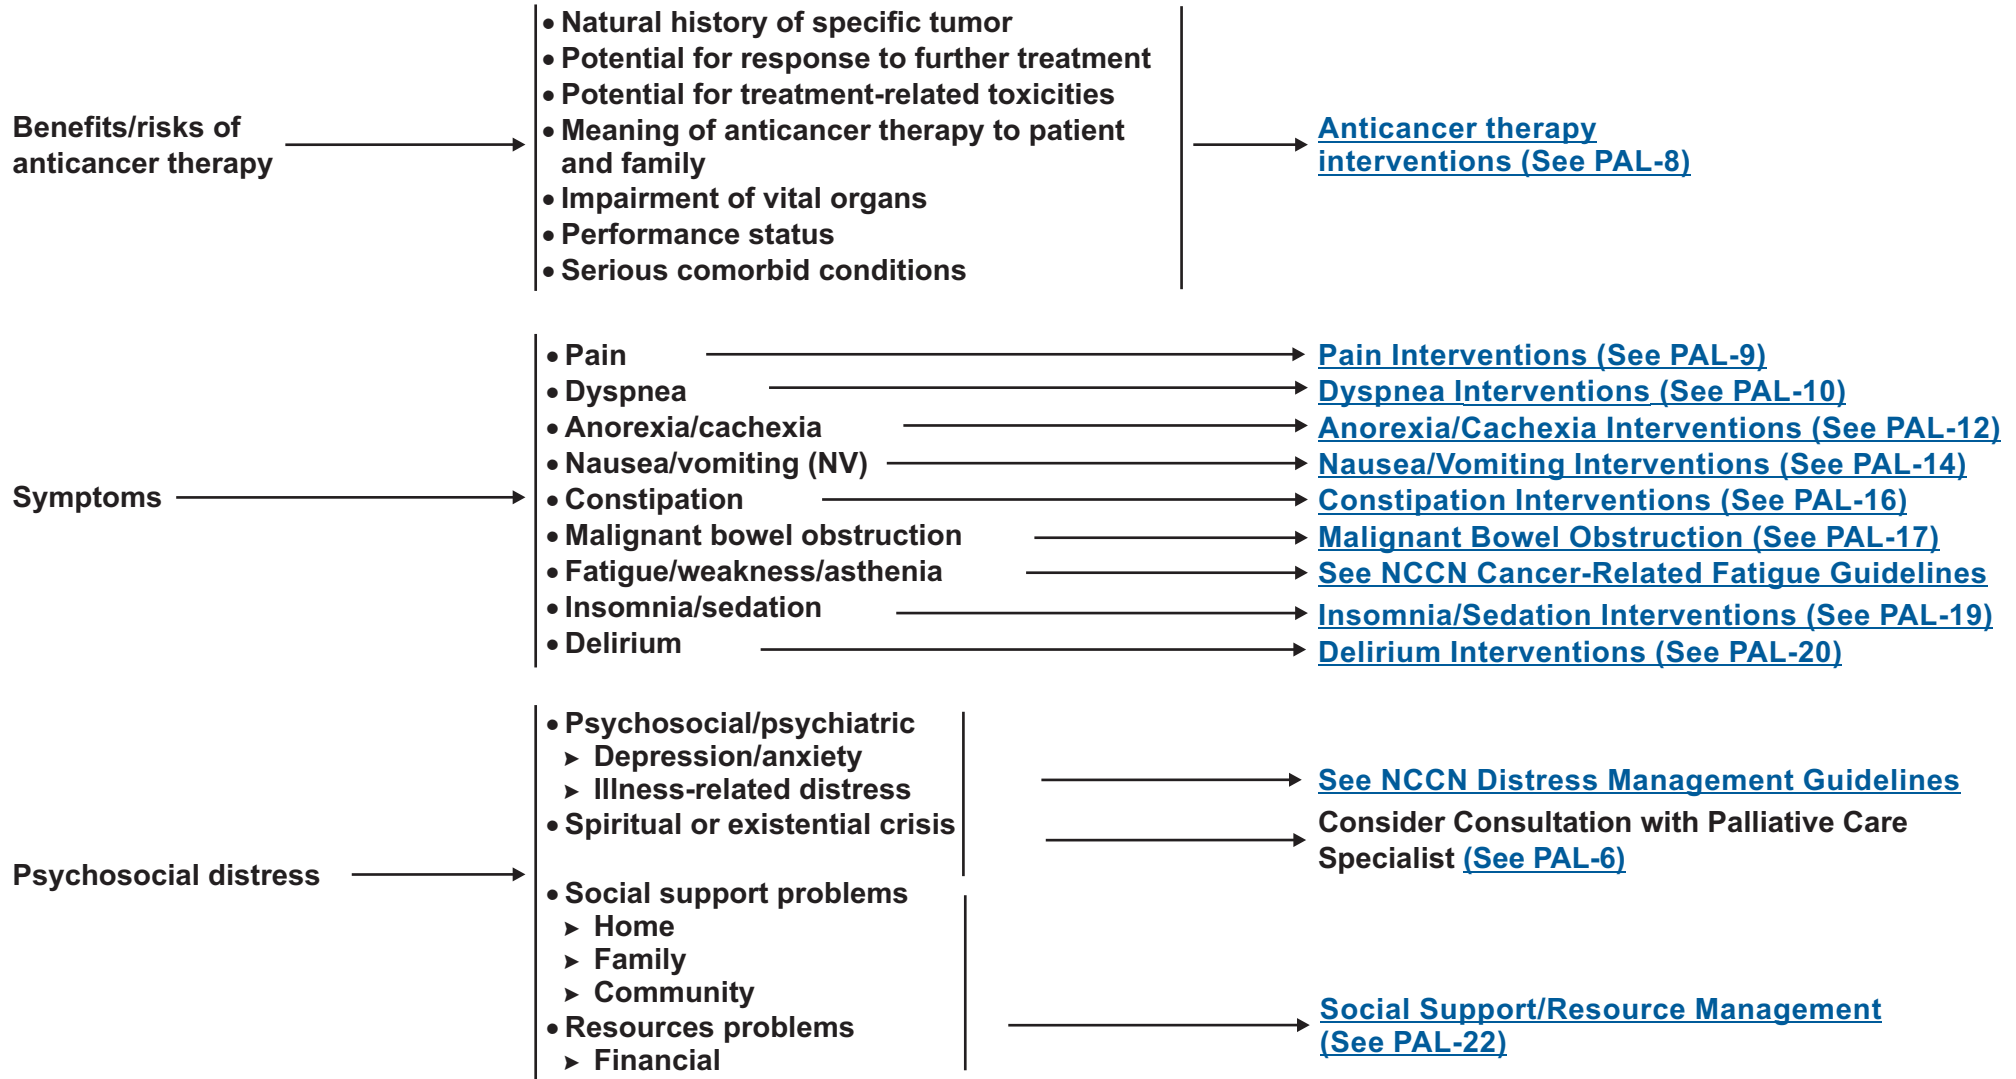 Benefits/risks of
anticancer therapy
• Natural history of specific tumor
• Potential for response to further treatment
• Potential for treatment-related toxicities
• Meaning of anticancer therapy to patient
and family
• Impairment of vital organs
• Performance status
• Serious comorbid conditions
Anticancer therapy
interventions (See PAL-8)
Symptoms
• Pain
• Dyspnea
• Anorexia/cachexia
• Nausea/vomiting (NV)
• Constipation
• Malignant bowel obstruction
• Fatigue/weakness/asthenia
• Insomnia/sedation
• Delirium
Pain Interventions (See PAL-9)
Dyspnea Interventions (See PAL-10)
Anorexia/Cachexia Interventions (See PAL-12)
Nausea/Vomiting Interventions (See PAL-14)
Constipation Interventions (See PAL-16)
Malignant Bowel Obstruction (See PAL-17)
See NCCN Cancer-Related Fatigue Guidelines
Insomnia/Sedation Interventions (See PAL-19)
Delirium Interventions (See PAL-20)
Psychosocial distress
• Psychosocial/psychiatric
➤ Depression/anxiety
➤ Illness-related distress
• Spiritual or existential crisis
See NCCN Distress Management Guidelines
Consider Consultation with Palliative Care
Specialist (See PAL-6)
• Social support problems
➤ Home
➤ Family
➤ Community
• Resources problems
➤ Financial
Social Support/Resource Management
(See PAL-22)